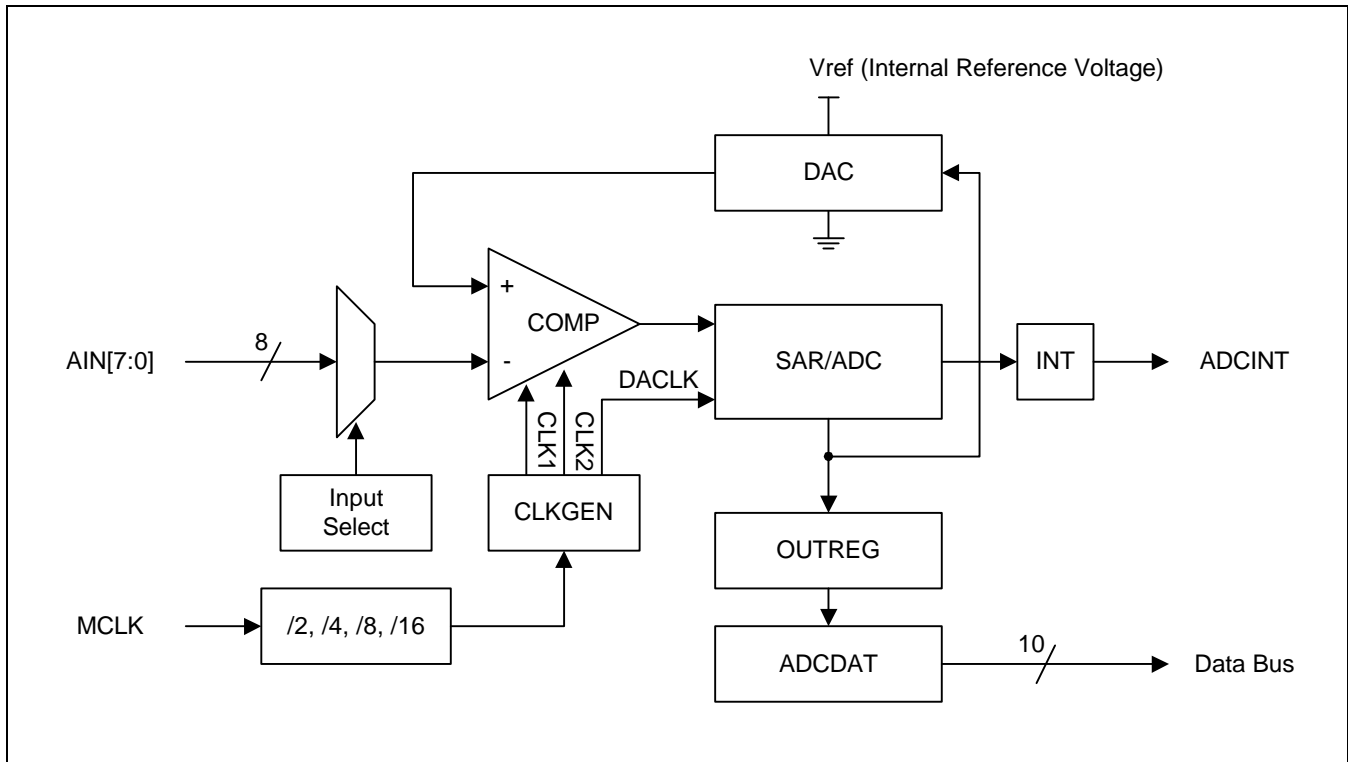 Vref (Internal Reference Voltage)
DAC
+
COMP
-
AIN[7:0]
8
SAR/ADC
INT
ADCINT
DACLK
CLK1
CLK2
Input
Select
CLKGEN
OUTREG
MCLK
/2, /4, /8, /16
ADCDAT
10
Data Bus